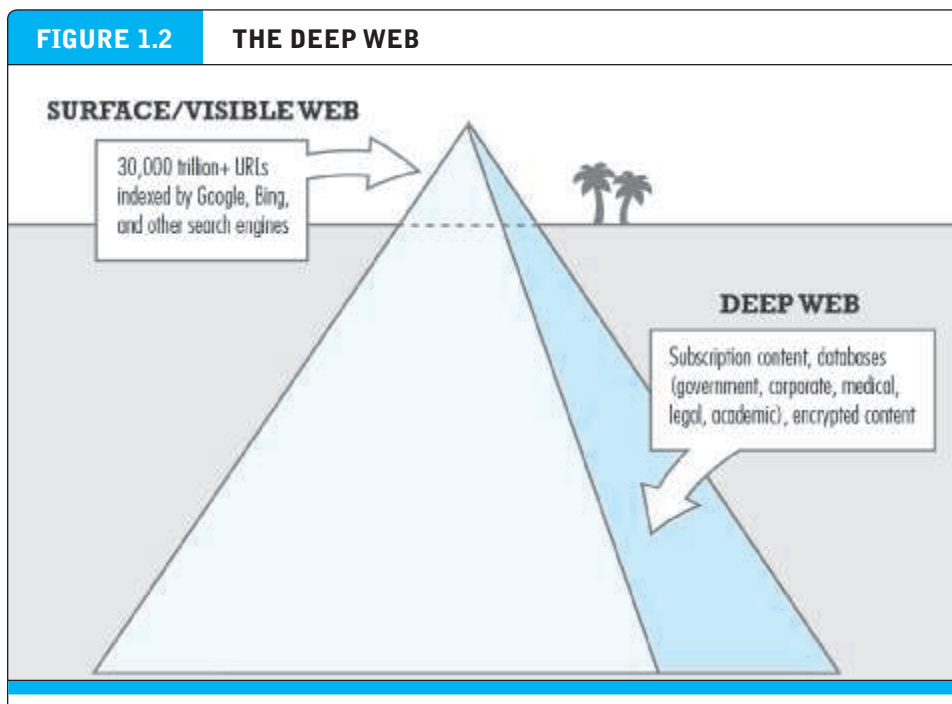 FIGURE 1.2 THE DEEP WEB
SURFACE/VISIBLE WEB
30,000 trillion+ URLs
indexed by Google, Bing,
and other search engines
DEEP WEB
Subscription content, databases
(government, corporate, medical,
legal, academic), encrypted content